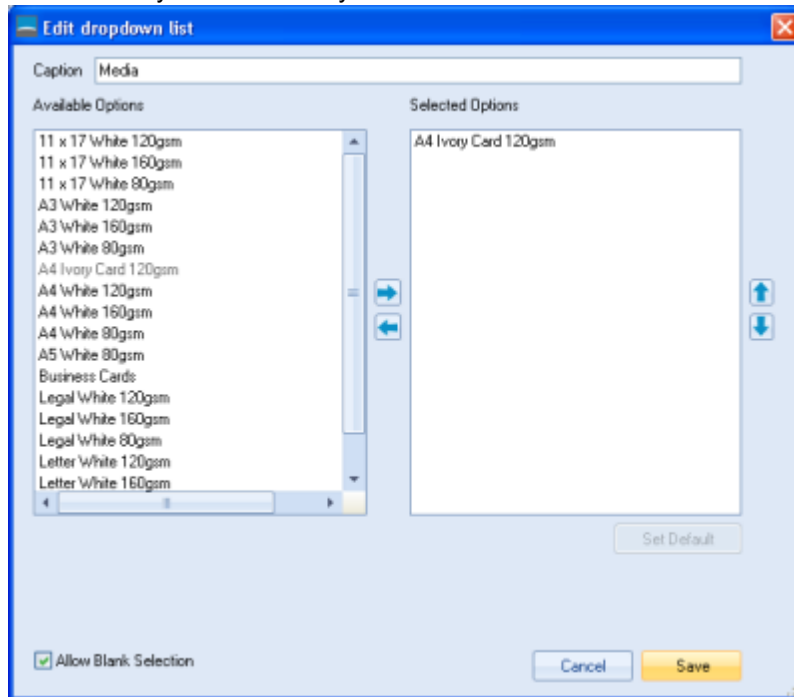 Edit dropdown list
Caption Media
Available Options
11 x 17 White 120gsm
11 x 17 White 160gsm
11 x 17 White 80gsm
A3 White 120gsm
A3 White 160gsm
A3 White 80gsm
A4 Ivory Card 120gsm
A4 White 120gsm
A4 White 160gsm
A4 White 80gsm
A5 White 80gsm
Business Cards
Legal White 120gsm
Legal White 160gsm
Legal White 80gsm
Letter White 120gsm
Letter White 160gsm
Selected Options
A4 Ivory Card 120gsm
Set Default
Allow Blank Selection
Cancel
Save